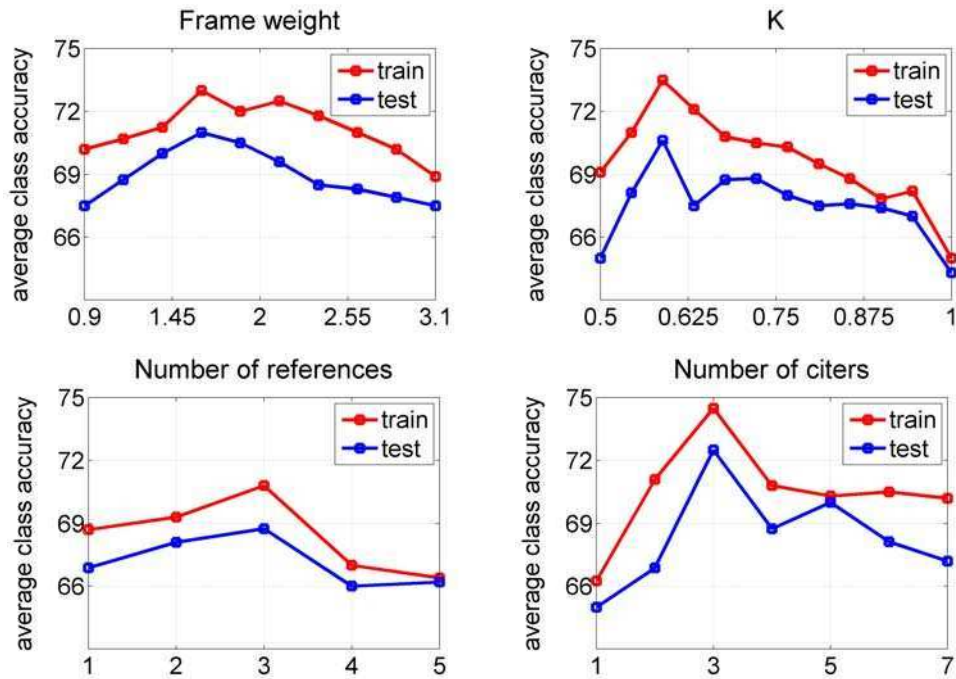 Frame weight
average class accuracy
75
72
69
66
train
test
0.9 1.45 2 2.55 3.1
K
average class accuracy
75
72
69
66
train
test
0.5 0.625 0.75 0.875 1
Number of references
average class accuracy
75
72
69
66
train
test
1 2 3 4 5
Number of citers
average class accuracy
75
72
69
66
train
test
1 3 5 7